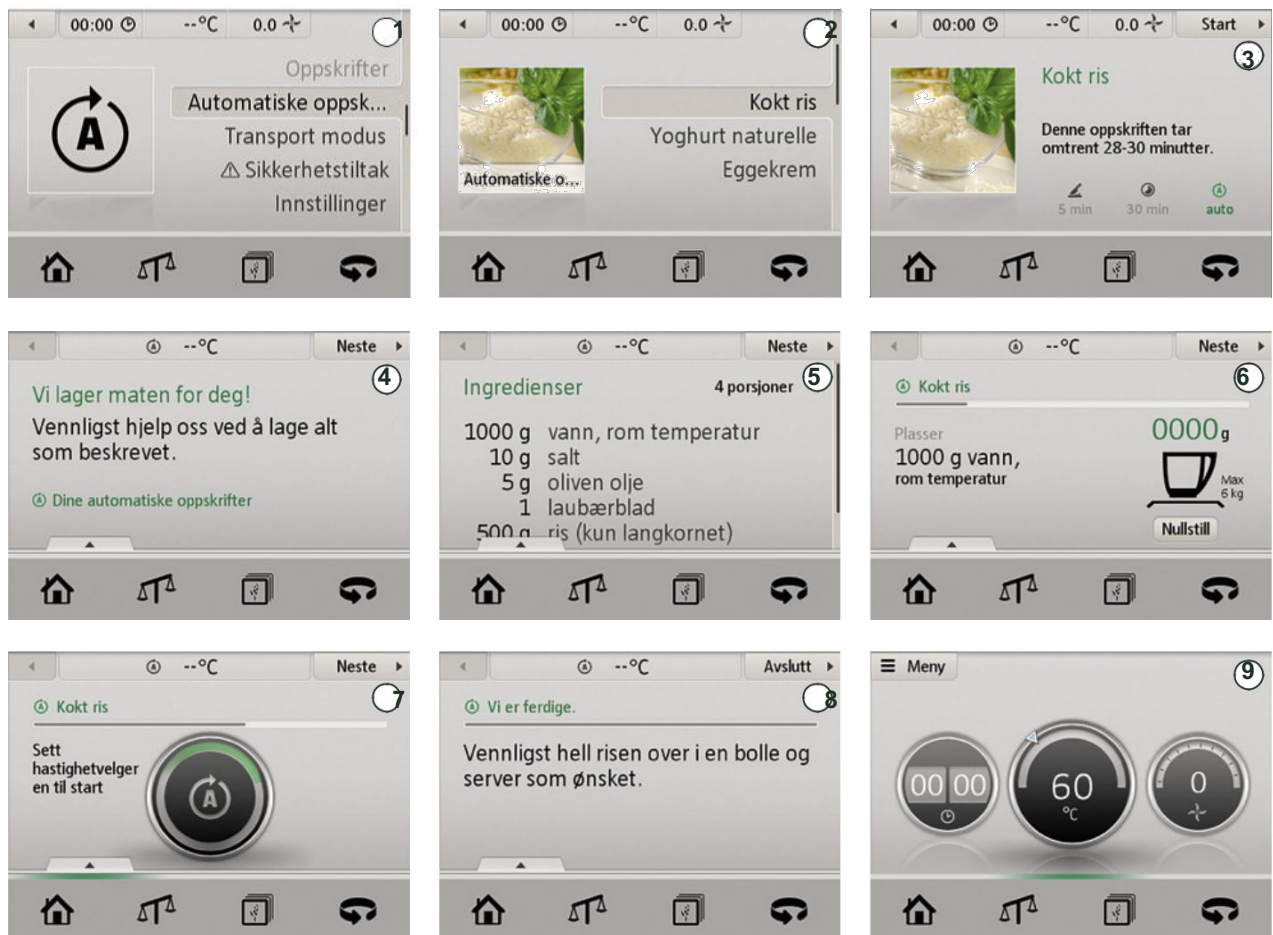 00:00 --°C 0.0 1
Oppskrifter
Automatiske oppsk...
Transport modus
Sikkerhetstiltak
Innstillinger
A
00:00 --°C 0.0 2
Kokt ris
Yoghurt naturelle
Eggekrem
Automatiske o...
00:00 --°C 0.0 Start
3
Kokt ris
Denne oppskriften tar
omtrent 28-30 minutter.
5 min 30 min auto
--°C Neste
4
Vi lager maten for deg!
Vennligst hjelp oss ved å lage alt
som beskrevet.
Dine automatiske oppskrifter
--°C Neste
Ingredienser 4 porsjoner 5
1000 g vann, rom temperatur
10 g salt
5 g oliven olje
1 laubærblad
500 g ris (kun langkornet)
--°C Neste
6
Kokt ris
Plasser
1000 g vann,
rom temperatur
0000 g
Max
6 kg
Nullstill
--°C Neste
7
Kokt ris
Sett
hastighetvelger
en til start
A
--°C Avslutt
8
Vi er ferdige.
Vennligst hell risen over i en bolle og
server som ønsket.
Meny
9
00 00
60
°C
0